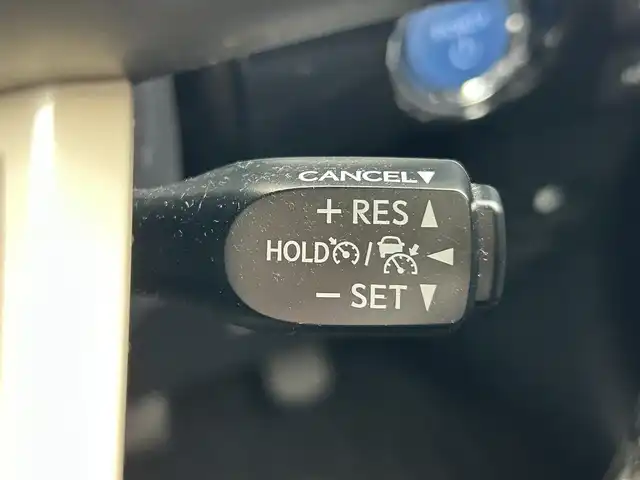 CANCEL▼
+ RES ▲
HOLD / ◀
− SET ▼